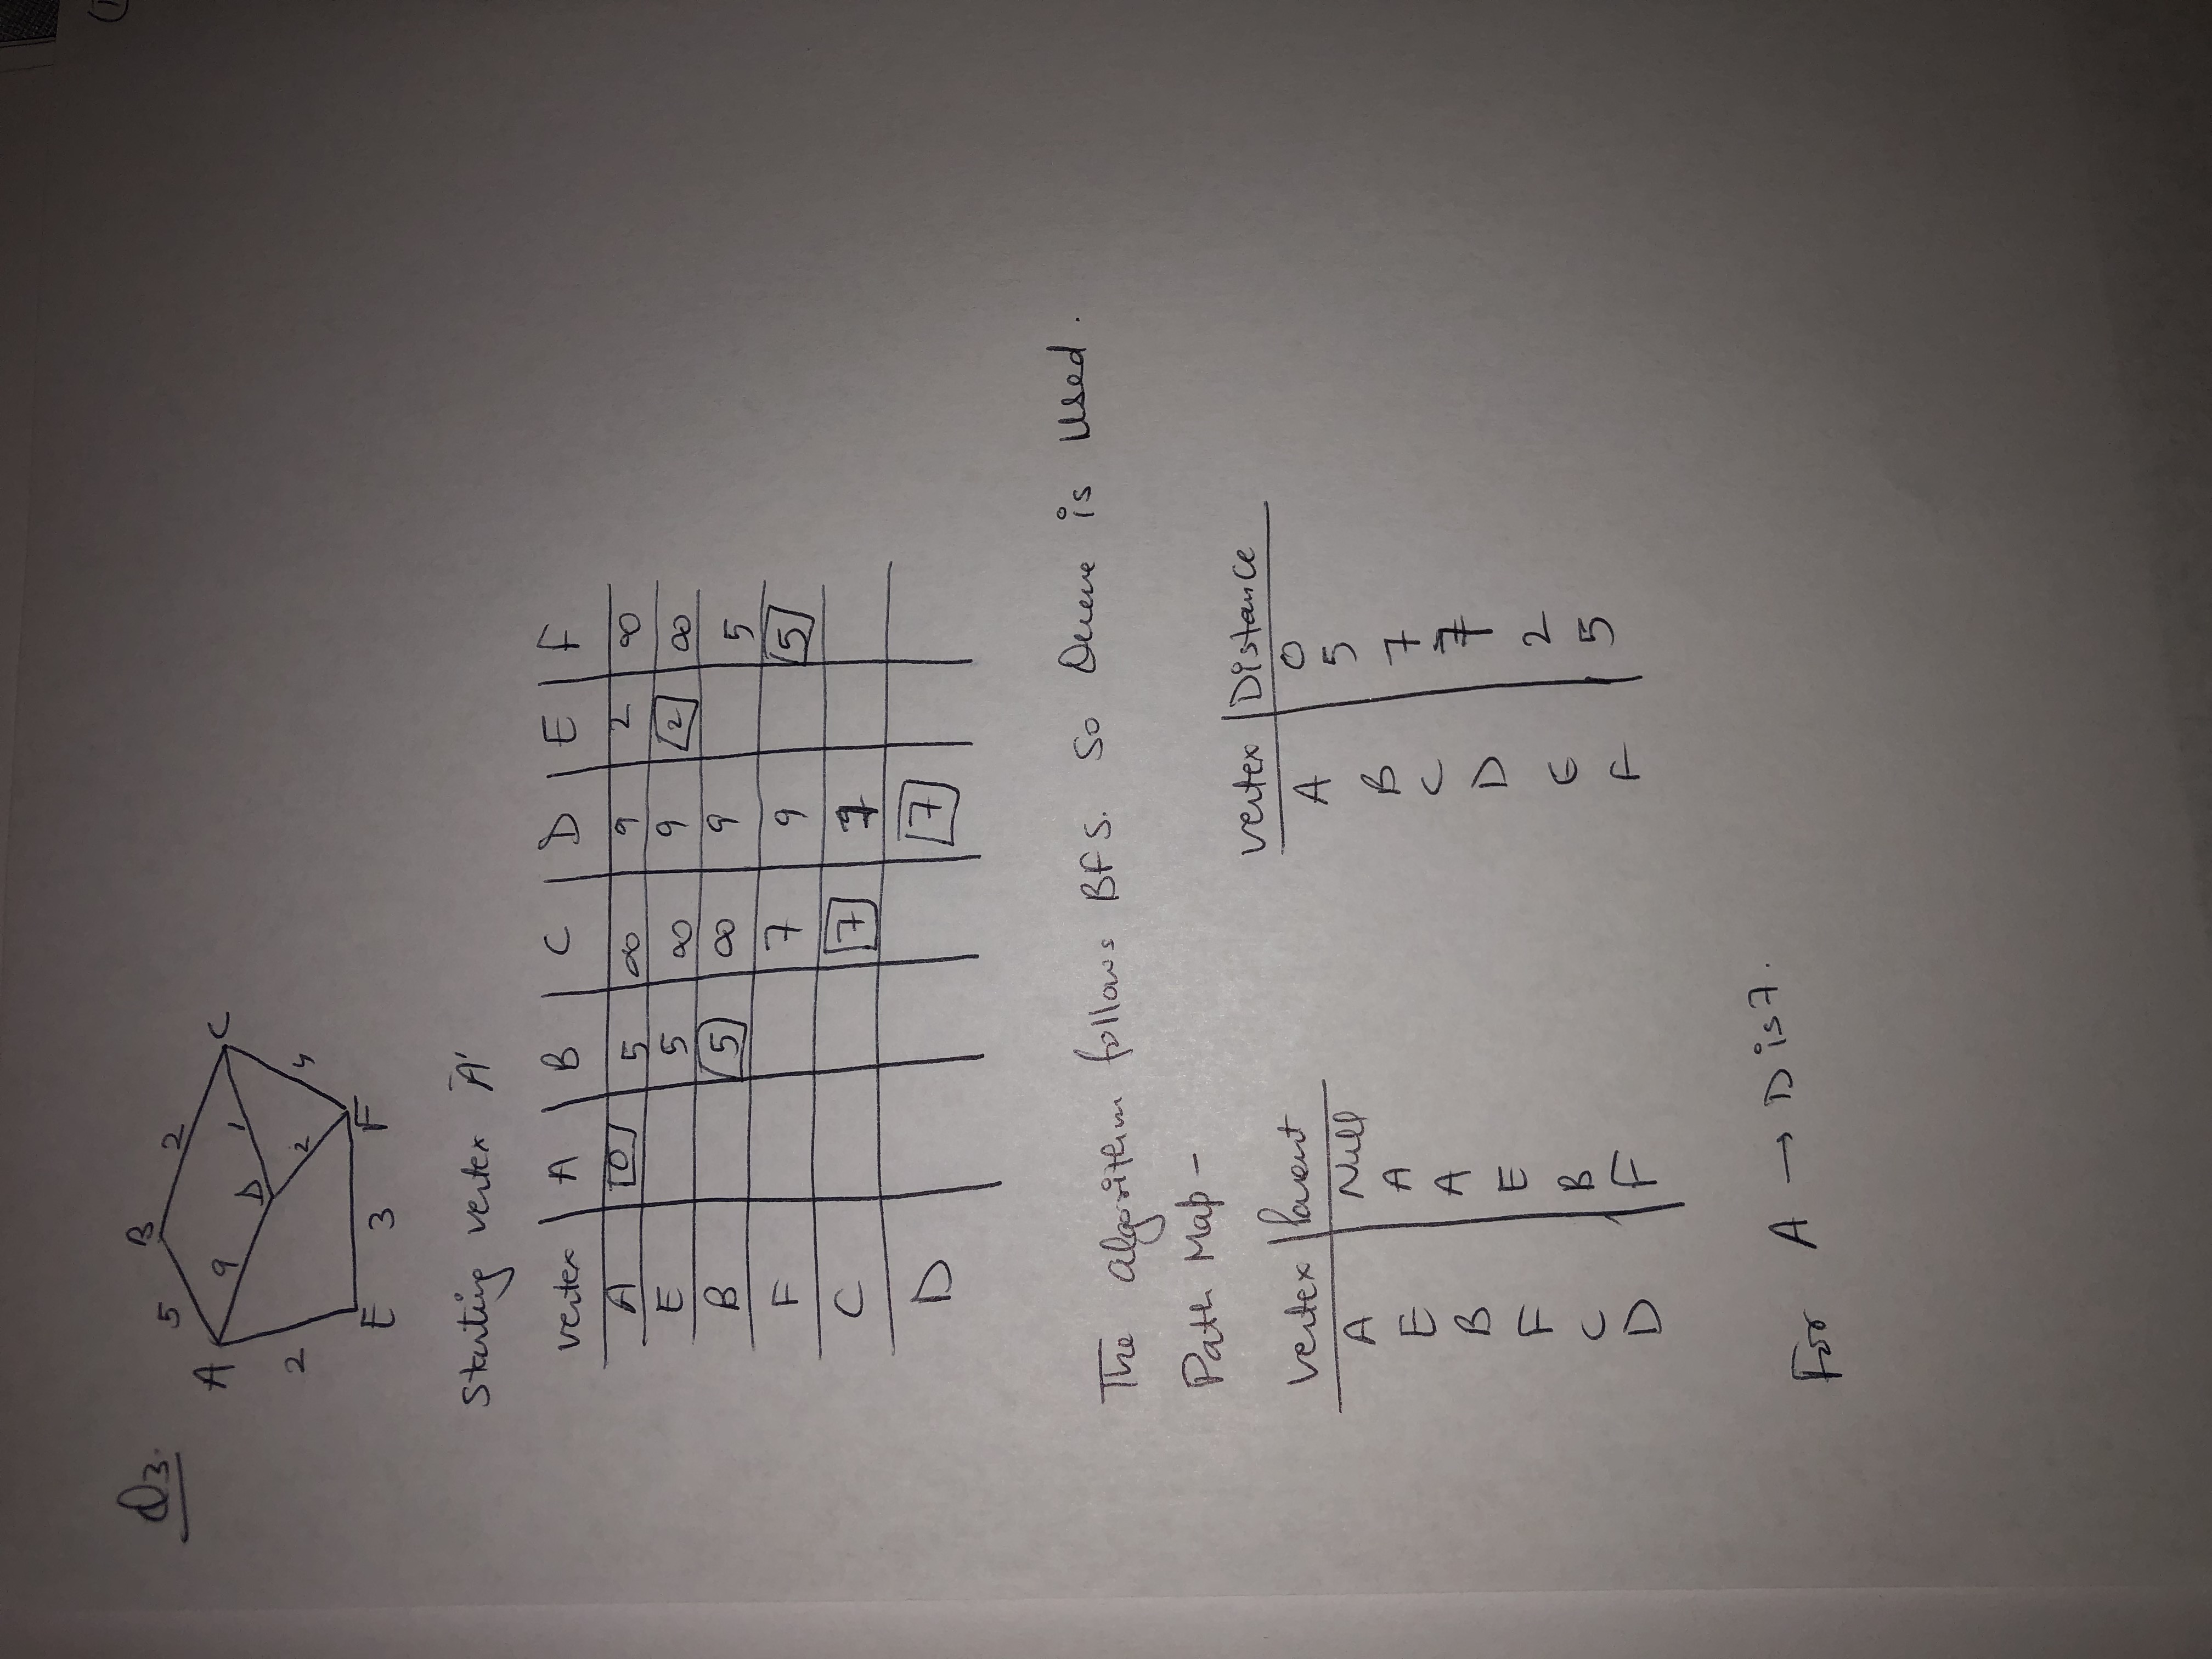 Q3.
B
5 2
A 9 C
D 1
2 2 4
E 3 F
Starting vertex 'A'
vertex A B C D E F
A 0 5 ∞ 9 2 ∞
E 5 ∞ 9 2 ∞
B 5 ∞ 9 5
F 7 9 5
C 7 7
D 7
The algorithm follows BFS. So Queue is Used.
Path Map -
vertex Parent
A Null
E A
B A
F E
C B
D F
vertex Distance
A 0
B 5
C 7
D 7
E 2
F 5
For A → D is 7.